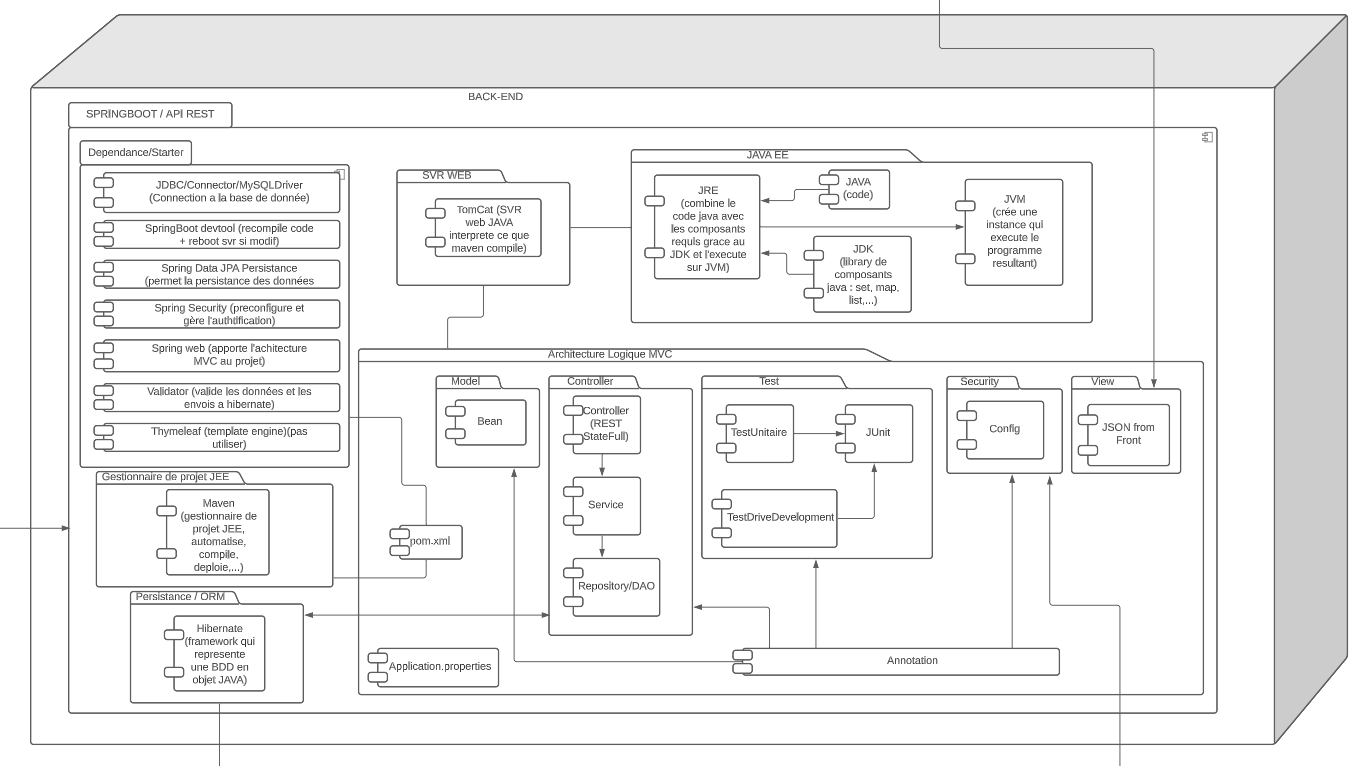 BACK-END
SPRINGBOOT / API REST
Dependance/Starter
JDBC/Connector/MySQLDriver
(Connection a la base de donnée)
SpringBoot devtool (recompile code
+ reboot svr si modif)
Spring Data JPA Persistance
(permet la persistance des données
Spring Security (preconfigure et
gère l'authtification)
Spring web (apporte l'achitecture
MVC au projet)
Validator (valide les données et les
envois a hibernate)
Thymeleaf (template engine)(pas
utiliser)
Gestionnaire de projet JEE
Maven
(gestionnaire de
projet JEE,
automatise,
compile,
deploie,...)
Persistance / ORM
Hibernate
(framework qui
represente
une BDD en
objet JAVA)
SVR WEB
TomCat (SVR
web JAVA
interprete ce que
maven compile)
JAVA EE
JRE
(combine le
code java avec
les composants
requis grace au
JDK et l'execute
sur JVM)
JAVA
(code)
JDK
(library de
composants
java : set, map,
list,...)
JVM
(crée une
instance qui
execute le
programme
resultant)
Architecture Logique MVC
Model
Bean
pom.xml
Controller
Controller
(REST
StateFull)
Service
Repository/DAO
Test
TestUnitaire
JUnit
TestDriveDevelopment
Security
Config
View
JSON from
Front
Application.properties
Annotation